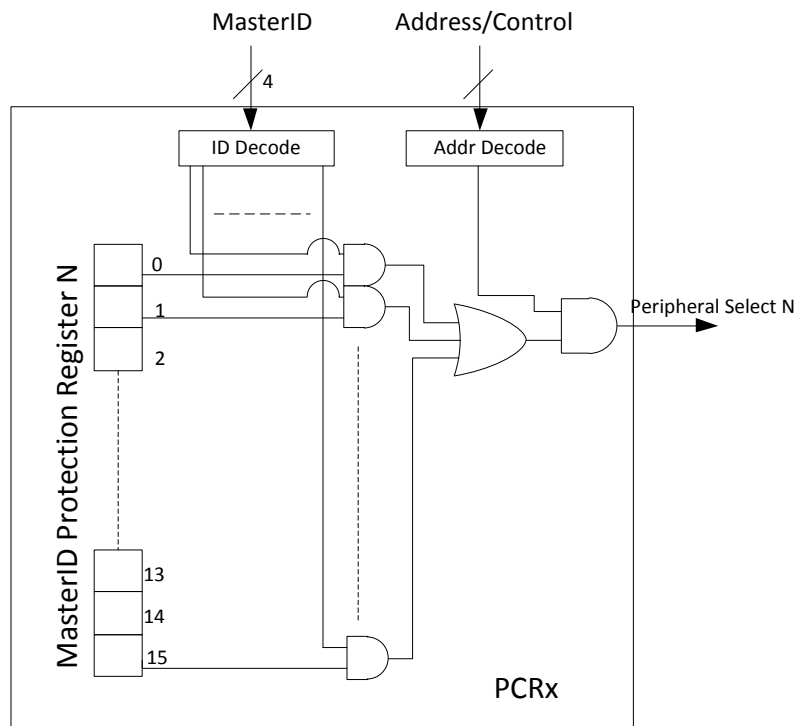 MasterID
Address/Control
4
ID Decode
Addr Decode
MasterID Protection Register N
0
1
2
13
14
15
Peripheral Select N
PCRx